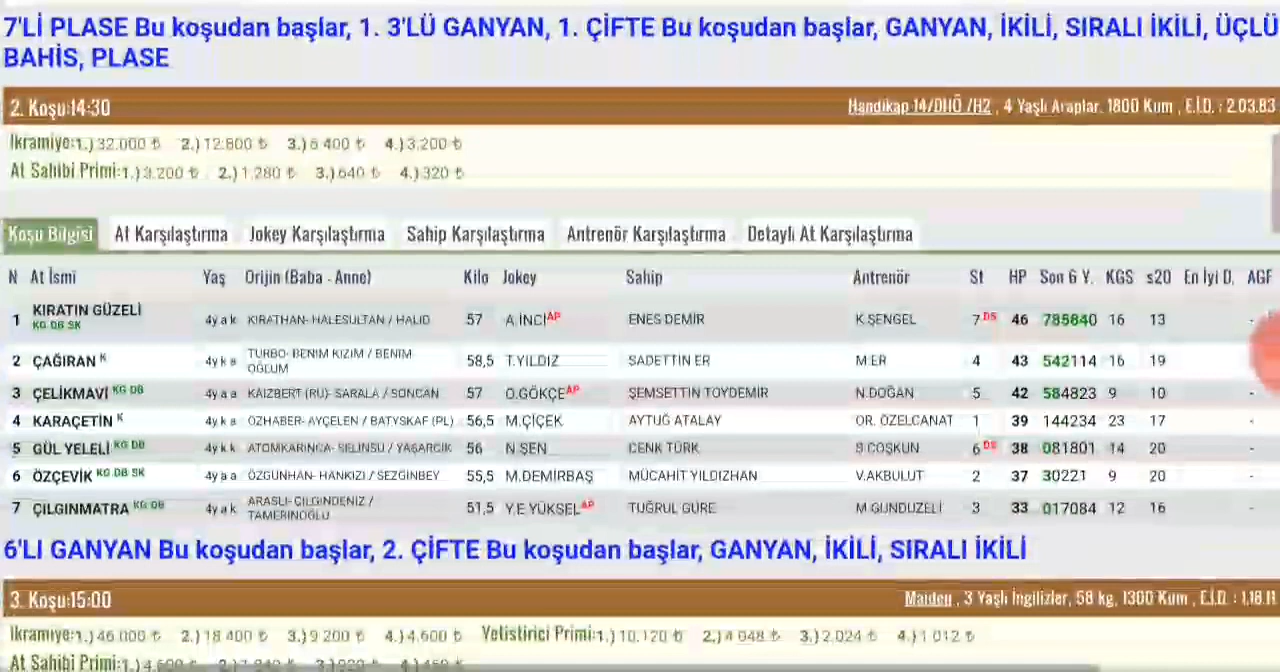 7'Lİ PLASE Bu koşudan başlar, 1. 3'LÜ GANYAN, 1. ÇİFTE Bu koşudan başlar, GANYAN, İKİLİ, SIRALI İKİLİ, ÜÇLÜ
BAHİS, PLASE
2. Koşu:14:30 Handikap 14/DHÖ /H2 , 4 Yaşlı Araplar, 1800 Kum , E.İ.D. : 2.03.83
İkramiye:1.) 32.000 ₺ 2.) 12.800 ₺ 3.) 6.400 ₺ 4.) 3.200 ₺
At Sahibi Primi:1.) 3.200 ₺ 2.) 1.280 ₺ 3.) 640 ₺ 4.) 320 ₺
Koşu Bilgisi At Karşılaştırma Jokey Karşılaştırma Sahip Karşılaştırma Antrenör Karşılaştırma Detaylı At Karşılaştırma
N At İsmi Yaş Orijin (Baba - Anne) Kilo Jokey Sahip Antrenör St HP Son 6 Y. KGS s20 En İyi D. AGF
1 KIRATIN GÜZELİ KG DB SK 4y a k KIRATHAN- HALESULTAN / HALID 57 A.İNCİ AP ENES DEMİR K.ŞENGEL 7 DS 46 785840 16 13 -
2 ÇAĞIRAN K 4y k a TURBO- BENIM KIZIM / BENIM OĞLUM 58,5 T.YILDIZ SADETTIN ER M.ER 4 43 542114 16 19 -
3 ÇELİKMAVİ KG DB 4y a a KAIZBERT (RU)- SARALA / SONCAN 57 O.GÖKÇE AP ŞEMSETTIN TOYDEMİR N.DOĞAN 5 42 584823 9 10 -
4 KARAÇETİN K 4y k a ÖZHABER- AYÇELEN / BATYSKAF (PL) 56,5 M.ÇİÇEK AYTUĞ ATALAY OR. ÖZELCANAT 1 39 144234 23 17 -
5 GÜL YELELİ KG DB 4y k k ATOMKARINCA- SELINSU / YAŞARCIK 56 N.ŞEN CENK TÜRK S.COŞKUN 6 DS 38 081801 14 20 -
6 ÖZÇEVİK KG DB SK 4y a a ÖZGÜNHAN- HANKIZI / SEZGINBEY 55,5 M.DEMİRBAŞ MÜCAHİT YILDIZHAN V.AKBULUT 2 37 30221 9 20 -
7 ÇILGINMATRA KG DB 4y a k ARASLI- ÇILGINDENIZ / TAMERINOĞLU 51,5 Y.E.YÜKSEL AP TUĞRUL GÜRE M.GÜNDÜZELİ 3 33 017084 12 16 -
6'LI GANYAN Bu koşudan başlar, 2. ÇİFTE Bu koşudan başlar, GANYAN, İKİLİ, SIRALI İKİLİ
3. Koşu:15:00 Maiden , 3 Yaşlı İngilizler, 58 kg, 1300 Kum , E.İ.D. : 1.18.11
İkramiye:1.) 46.000 ₺ 2.) 18.400 ₺ 3.) 9.200 ₺ 4.) 4.600 ₺ Yetiştirici Primi:1.) 10.120 ₺ 2.) 4.048 ₺ 3.) 2.024 ₺ 4.) 1.012 ₺
At Sahibi Primi:1.) 4.600 ₺